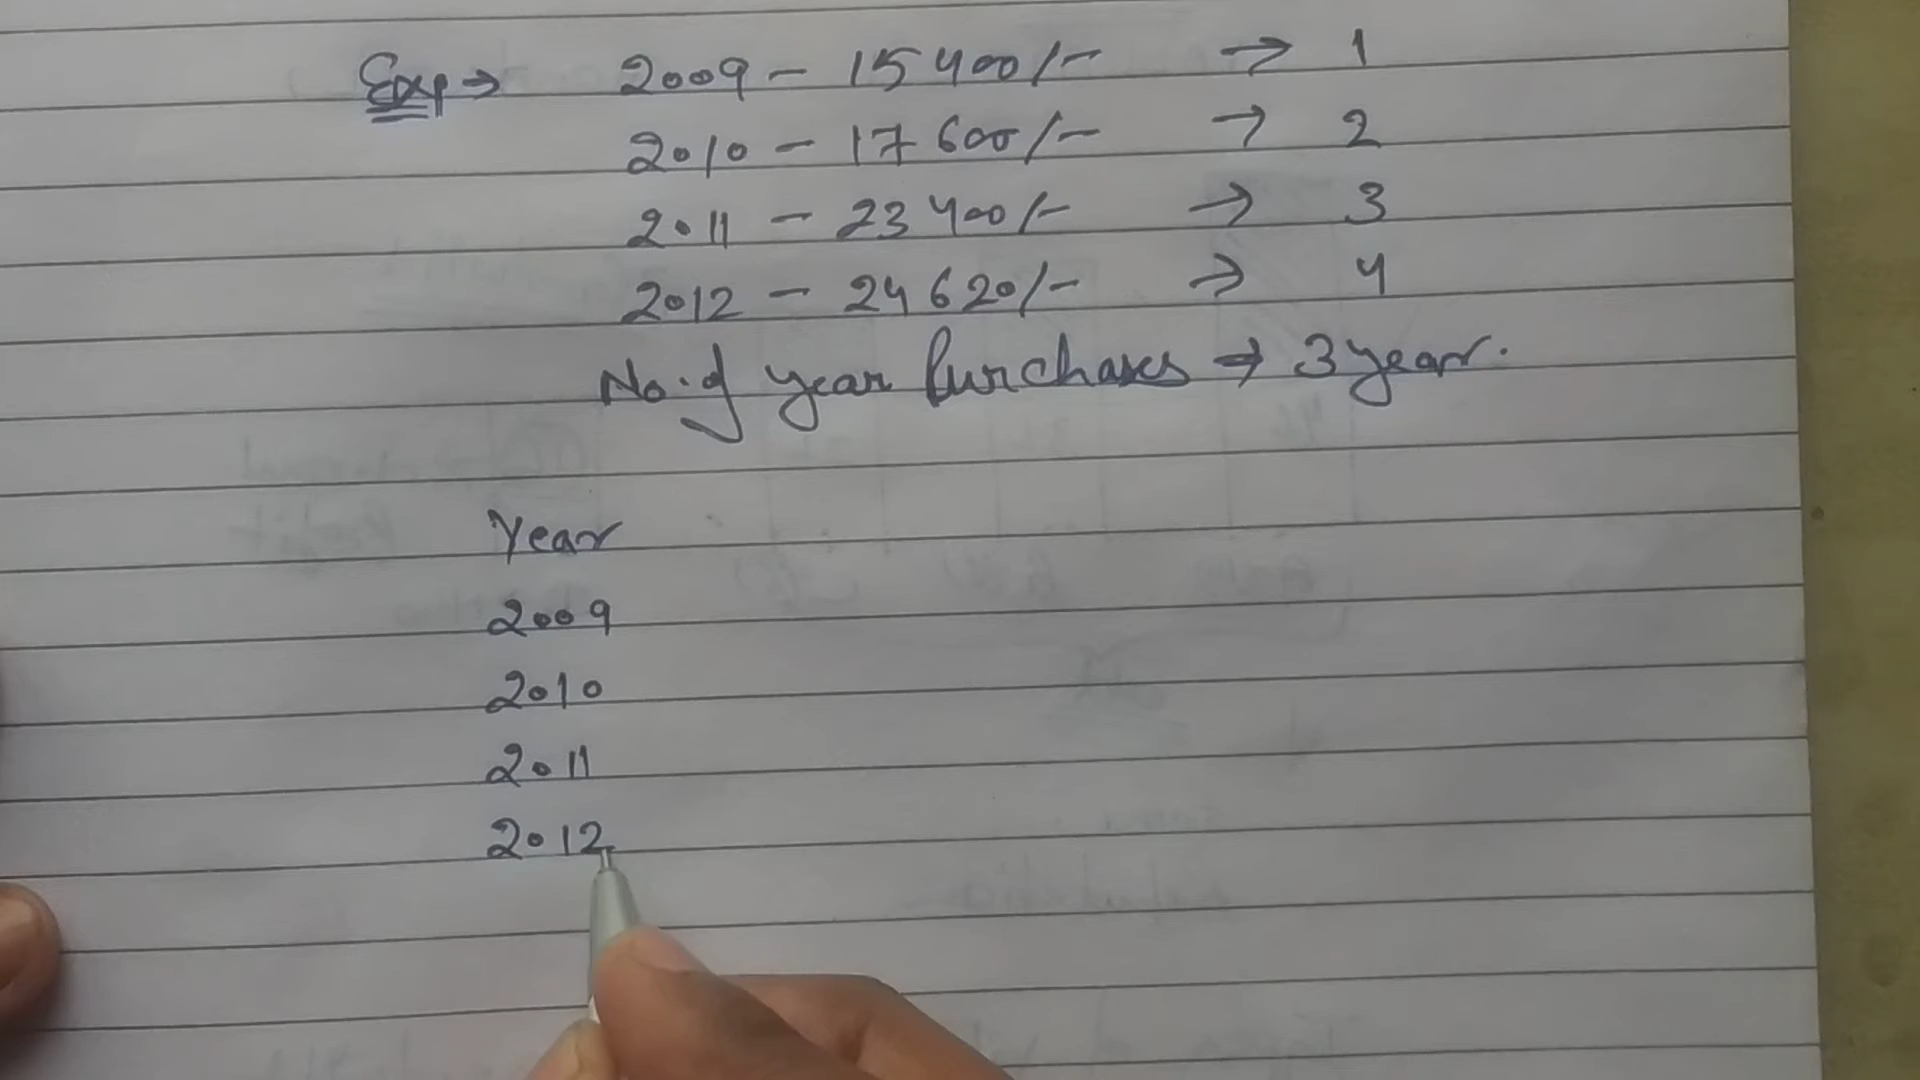 Exp → 2009 - 15400/- → 1
2010 - 17600/- → 2
2011 - 23400/- → 3
2012 - 24620/- → 4
No. of year Purchases → 3 year.
Year
2009
2010
2011
2012